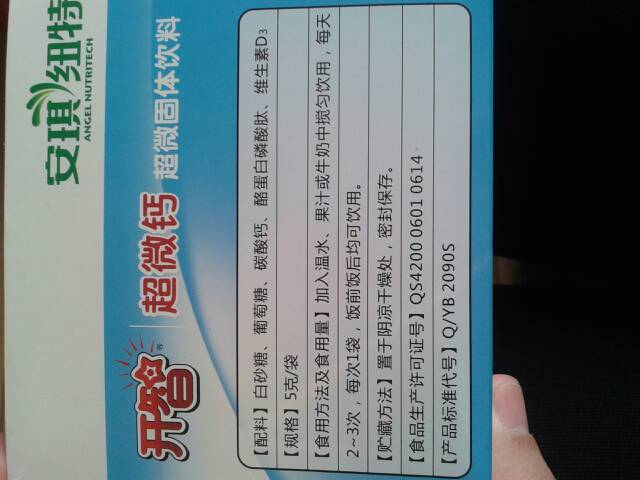 安琪纽特
ANGEL NUTRITECH
开智®
超微钙
超微固体饮料
【配料】白砂糖、葡萄糖、碳酸钙、酪蛋白磷酸肽、维生素D3
【规格】5克/袋
【食用方法及食用量】加入温水、果汁或牛奶中搅匀饮用，每天
2~3次，每次1袋，饭前饭后均可饮用。
【贮藏方法】置于阴凉干燥处，密封保存。
【食品生产许可证号】QS4200 0601 0614
【产品标准代号】Q/YB 2090S